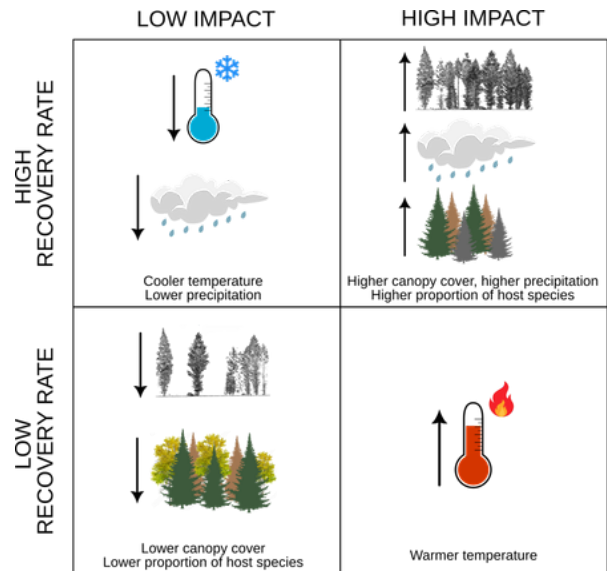 LOW IMPACT
HIGH IMPACT
HIGH
RECOVERY RATE
Cooler temperature
Lower precipitation
Higher canopy cover, higher precipitation
Higher proportion of host species
LOW
RECOVERY RATE
Lower canopy cover
Lower proportion of host species
Warmer temperature